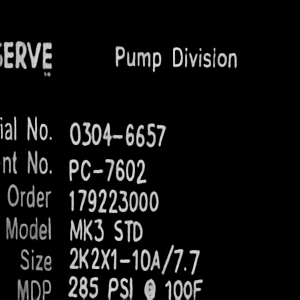 SERVE Pump Division
ial No. 0304-6657
nt No. PC-7602
Order 179223000
Model MK3 STD
Size 2K2X1-10A/7.7
MDP 285 PSI @ 100F